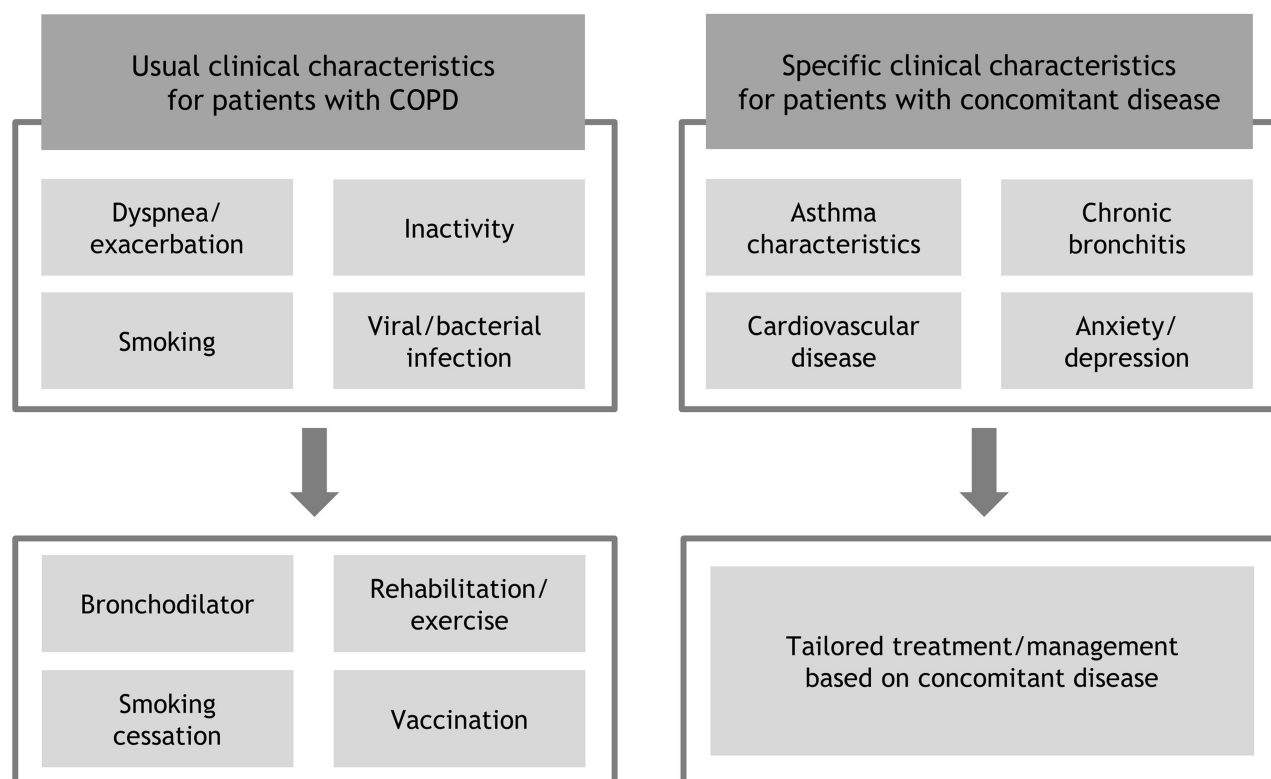 Usual clinical characteristics
for patients with COPD
Dyspnea/
exacerbation
Inactivity
Smoking
Viral/bacterial
infection
Bronchodilator
Rehabilitation/
exercise
Smoking
cessation
Vaccination
Specific clinical characteristics
for patients with concomitant disease
Asthma
characteristics
Chronic
bronchitis
Cardiovascular
disease
Anxiety/
depression
Tailored treatment/management
based on concomitant disease